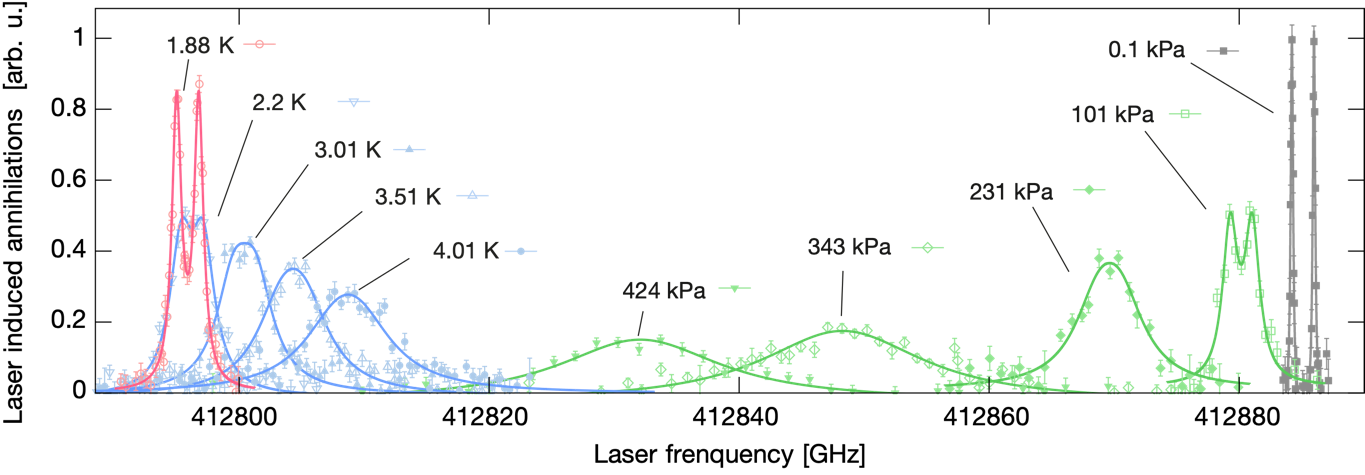 Laser induced annihilations [arb. u.]
1
0.8
0.6
0.4
0.2
0
1.88 K
2.2 K
3.01 K
3.51 K
4.01 K
424 kPa
343 kPa
231 kPa
101 kPa
0.1 kPa
412800
412820
412840
412860
412880
Laser frenquency [GHz]